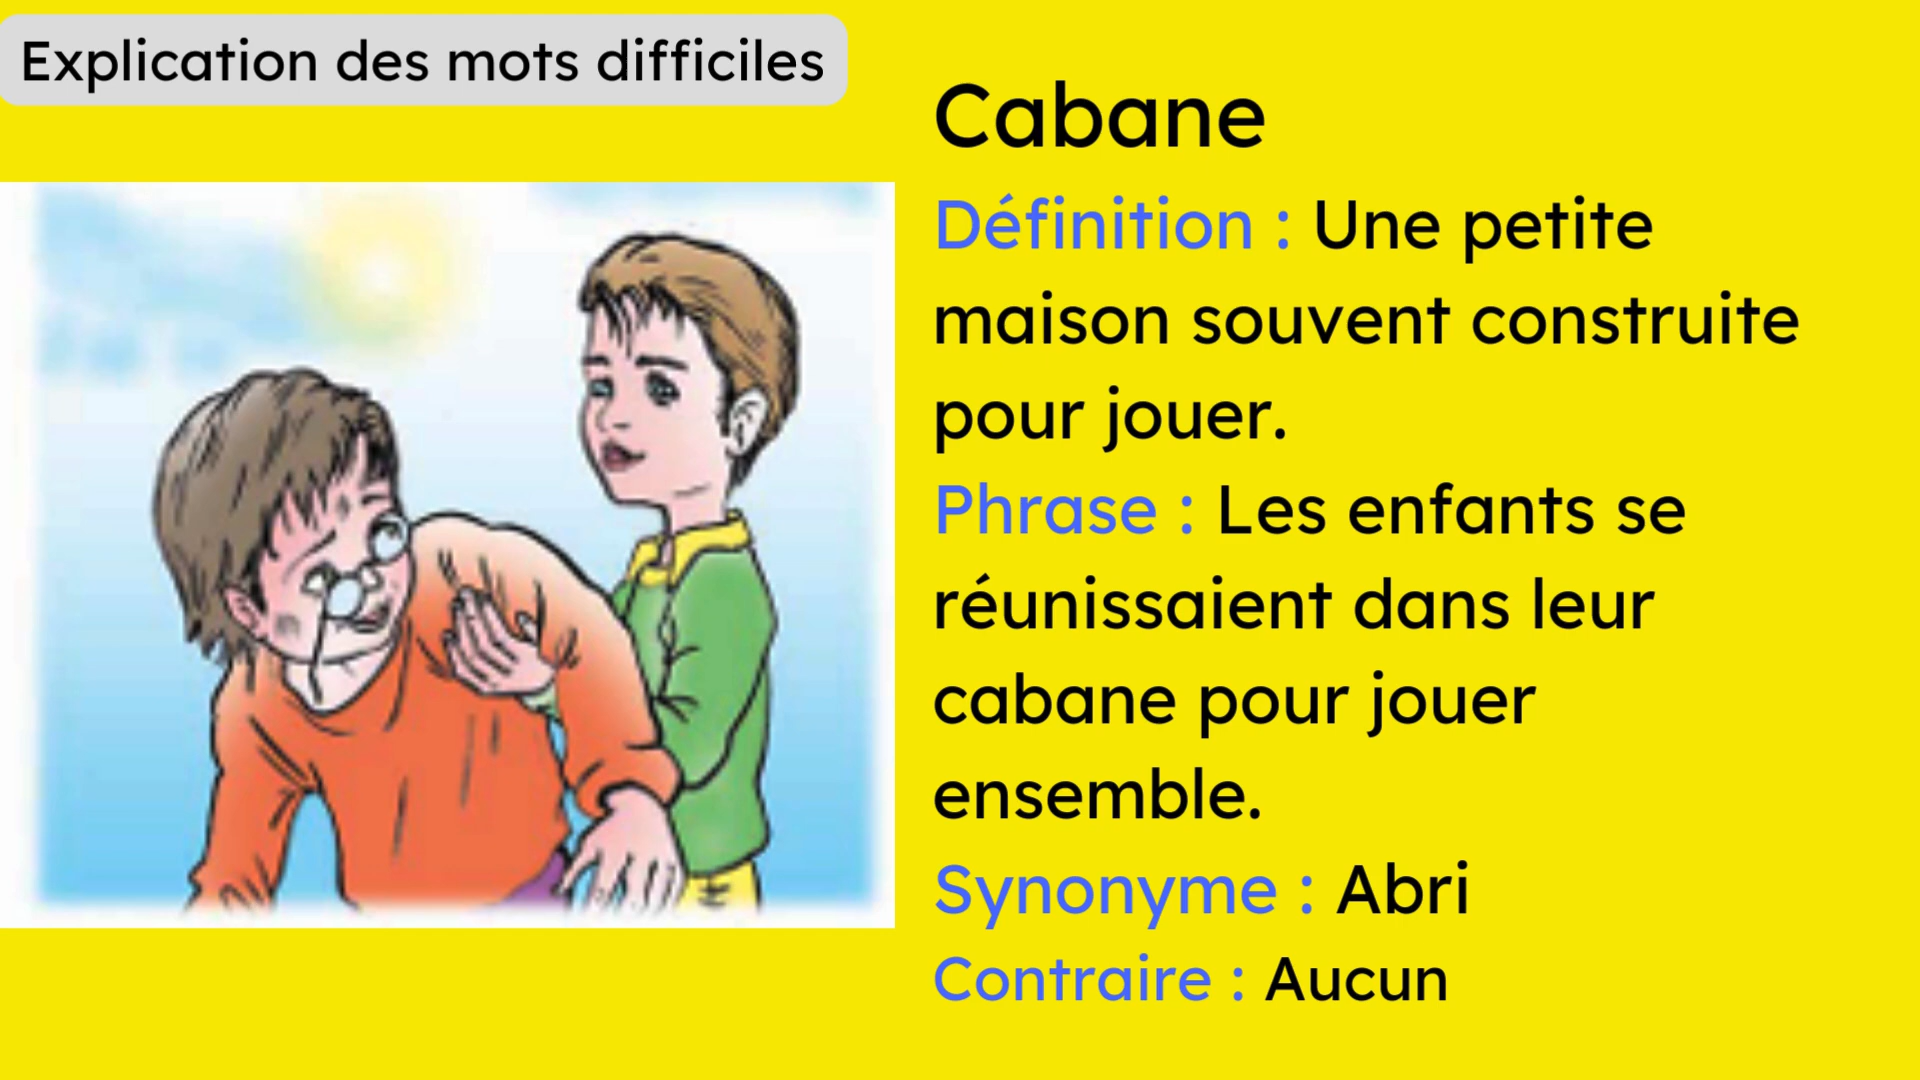 Explication des mots difficiles
Cabane
Définition : Une petite
maison souvent construite
pour jouer.
Phrase : Les enfants se
réunissaient dans leur
cabane pour jouer
ensemble.
Synonyme : Abri
Contraire : Aucun